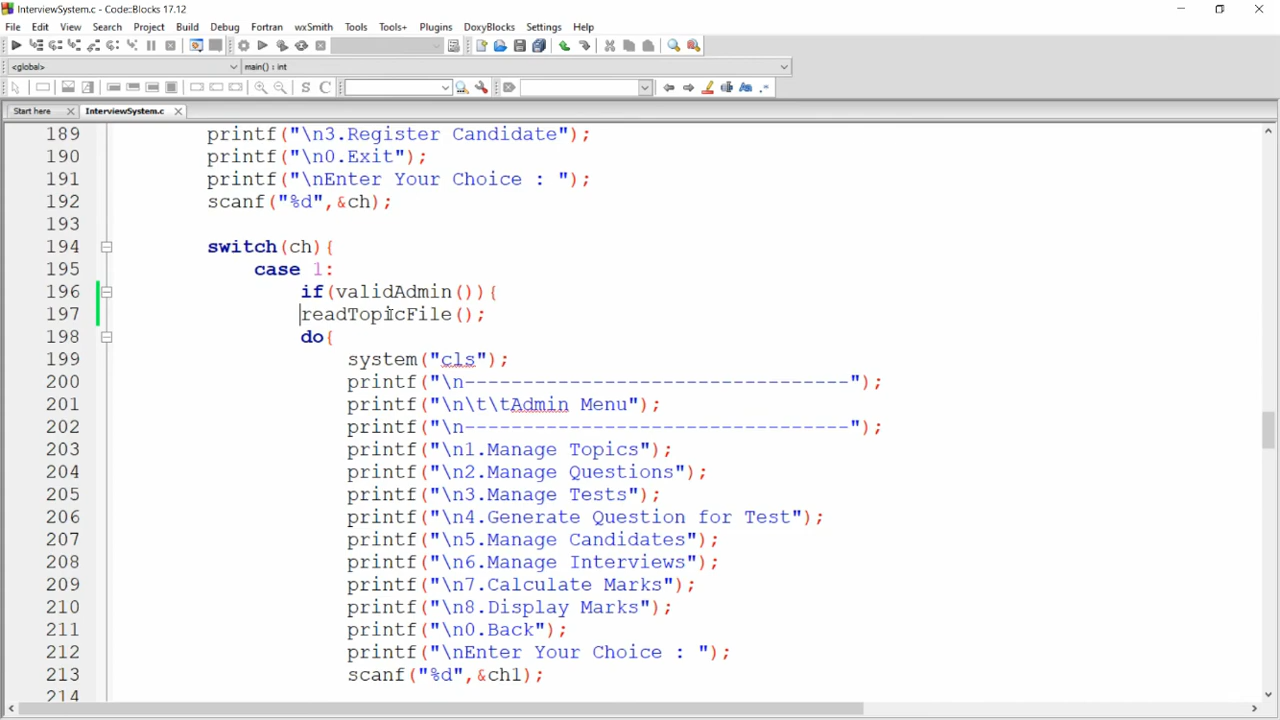 InterviewSystem.c - Code::Blocks 17.12
File Edit View Search Project Build Debug Fortran wxSmith Tools Tools+ Plugins DoxyBlocks Settings Help
<global> main() : int
S C
Start here InterviewSystem.c
189 printf("\n3.Register Candidate");
190 printf("\n0.Exit");
191 printf("\nEnter Your Choice : ");
192 scanf("%d",&ch);
193
194 switch(ch){
195 case 1:
196 if(validAdmin()){
197 readTopicFile();
198 do{
199 system("cls");
200 printf("\n---------------------------------");
201 printf("\n\t\tAdmin Menu");
202 printf("\n---------------------------------");
203 printf("\n1.Manage Topics");
204 printf("\n2.Manage Questions");
205 printf("\n3.Manage Tests");
206 printf("\n4.Generate Question for Test");
207 printf("\n5.Manage Candidates");
208 printf("\n6.Manage Interviews");
209 printf("\n7.Calculate Marks");
210 printf("\n8.Display Marks");
211 printf("\n0.Back");
212 printf("\nEnter Your Choice : ");
213 scanf("%d",&ch1);
214